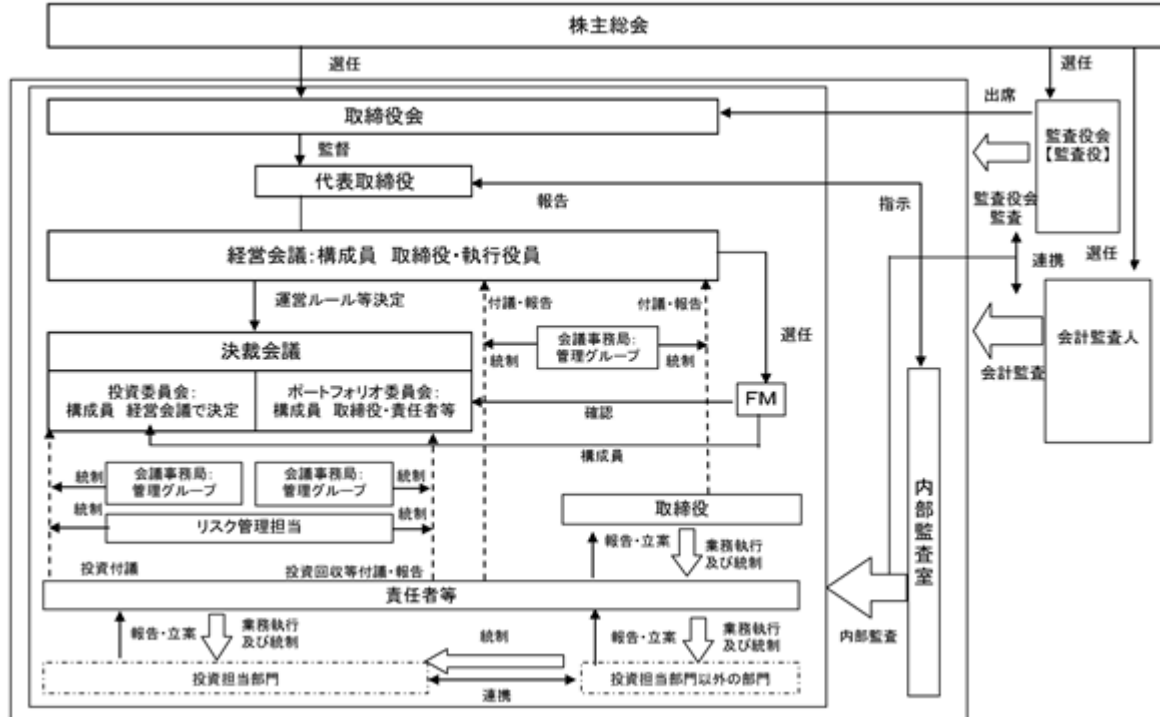 株主総会
選任
選任
出席
取締役会
監査役会
【監査役】
監督
代表取締役
報告
指示
監査役会
監査
連携
選任
経営会議:構成員 取締役・執行役員
運営ルール等決定
付議・報告
付議・報告
選任
会計監査人
会計監査
決裁会議
会議事務局:
管理グループ
統制
統制
投資委員会:
構成員 経営会議で決定
ポートフォリオ委員会:
構成員 取締役・責任者等
FM
確認
構成員
統制
会議事務局:
管理グループ
会議事務局:
管理グループ
統制
統制
リスク管理担当
統制
取締役
内部監査室
報告・立案
業務執行
及び統制
投資付議
投資回収等付議・報告
責任者等
内部監査
報告・立案
業務執行
及び統制
統制
報告・立案
業務執行
及び統制
投資担当部門
連携
投資担当部門以外の部門